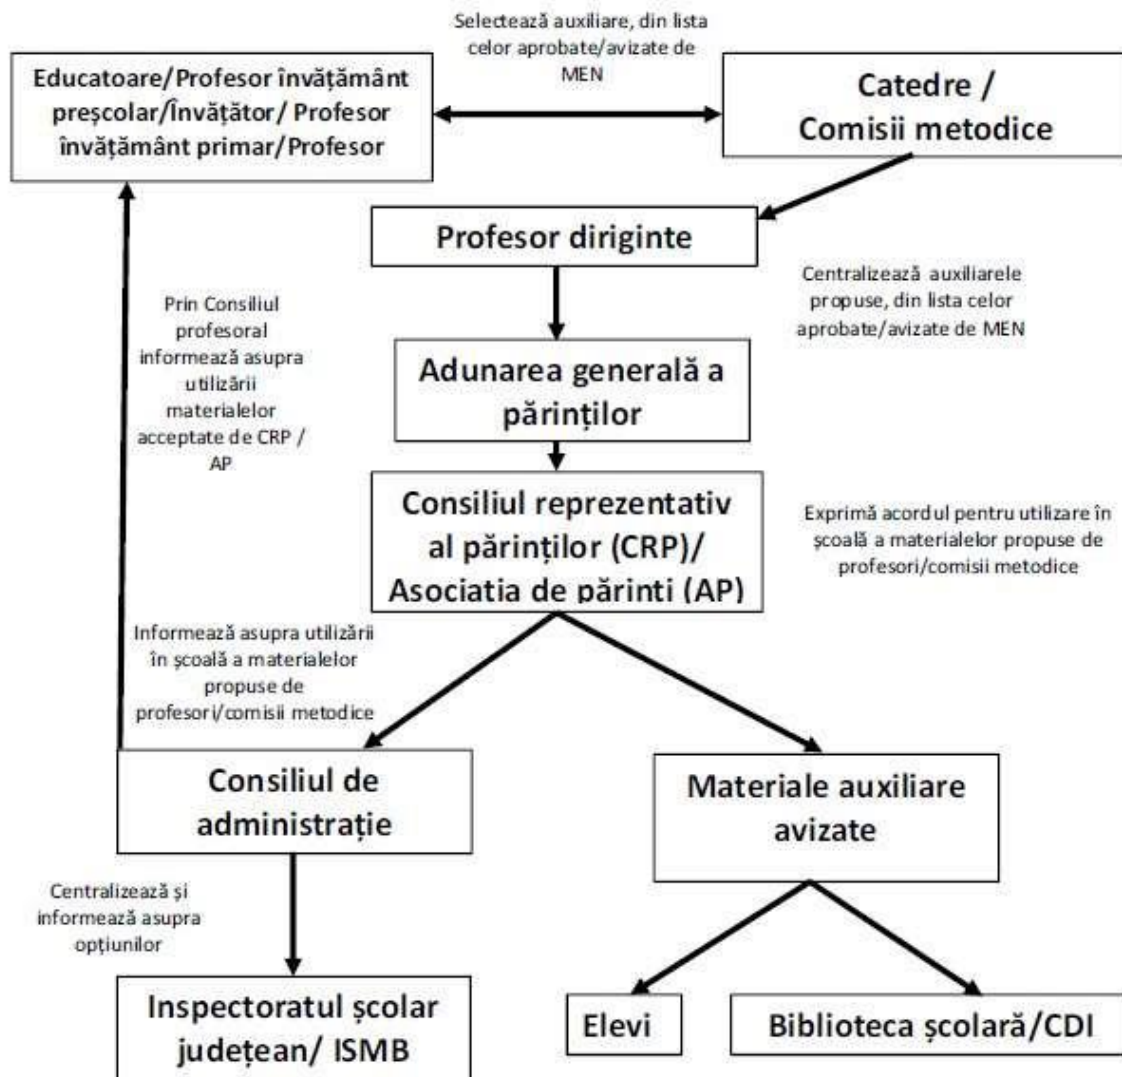 Selectează auxiliare, din lista
celor aprobate/avizate de
MEN
Educatoare/Profesor învățământ
preșcolar/Învățător/ Profesor
învățământ primar/Profesor
Catedre /
Comisii metodice
Profesor diriginte
Centralizează auxiliarele
propuse, din lista celor
aprobate/avizate de MEN
Prin Consiliul
profesoral
informează asupra
utilizării
materialelor
acceptate de CRP /
AP
Adunarea generală a
părinților
Consiliul reprezentativ
al părinților (CRP)/
Asociatia de părinti (AP)
Exprimă acordul pentru utilizare în
școală a materialelor propuse de
profesori/comisii metodice
Informează asupra utilizării
în școală a materialelor
propuse de
profesori/comisii metodice
Consiliul de
administrație
Materiale auxiliare
avizate
Centralizează și
informează asupra
opțiunilor
Inspectoratul școlar
județean/ ISMB
Elevi
Biblioteca școlară/CDI